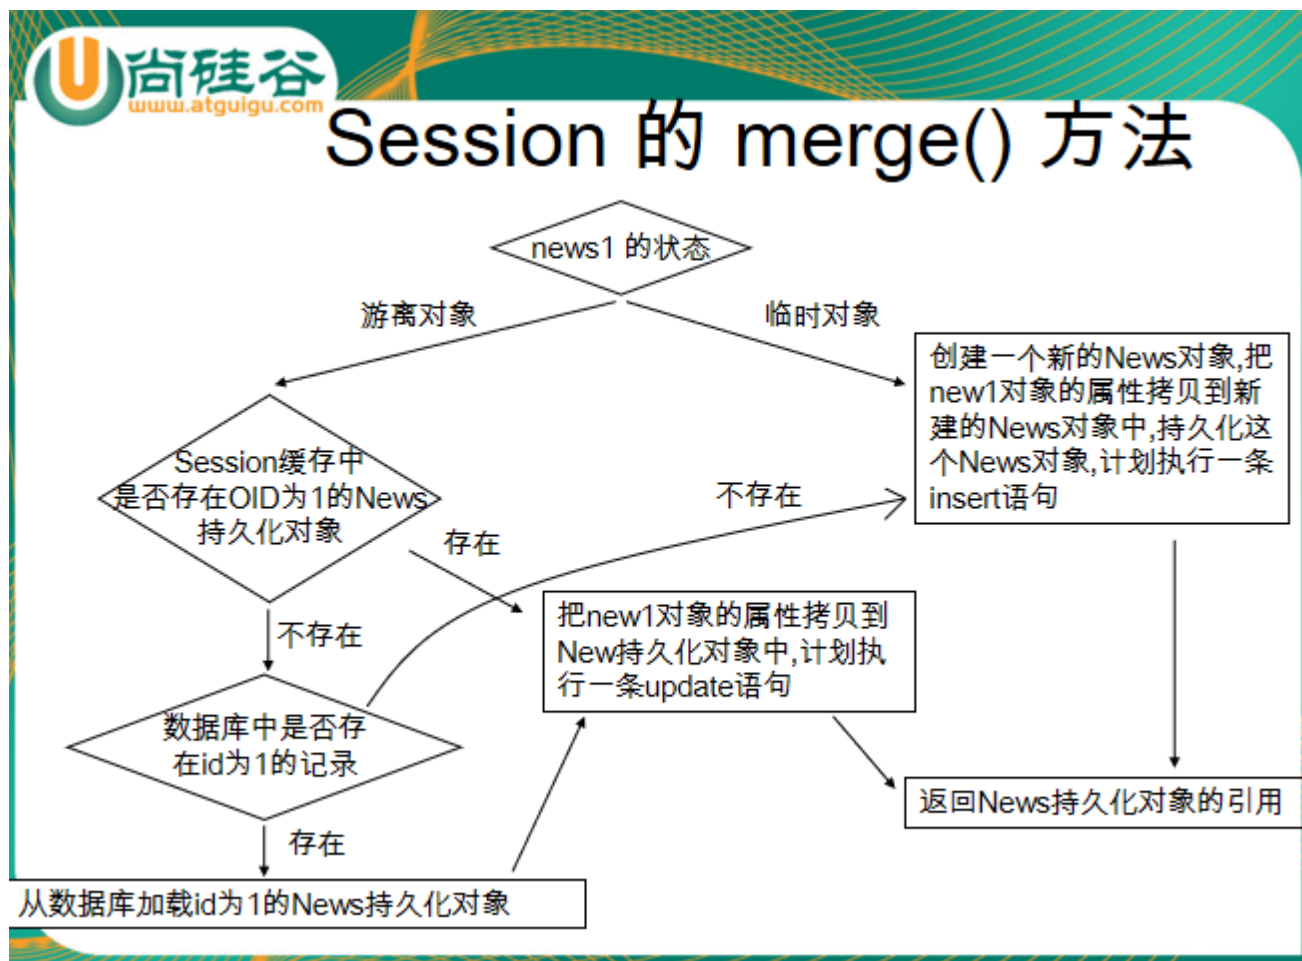 尚硅谷
www.atguigu.com
Session 的 merge() 方法
news1 的状态
游离对象
临时对象
创建一个新的News对象,把
new1对象的属性拷贝到新
建的News对象中,持久化这
个News对象,计划执行一条
insert语句
Session缓存中
是否存在OID为1的News
持久化对象
不存在
存在
把new1对象的属性拷贝到
New持久化对象中,计划执
行一条update语句
不存在
数据库中是否存
在id为1的记录
返回News持久化对象的引用
存在
从数据库加载id为1的News持久化对象